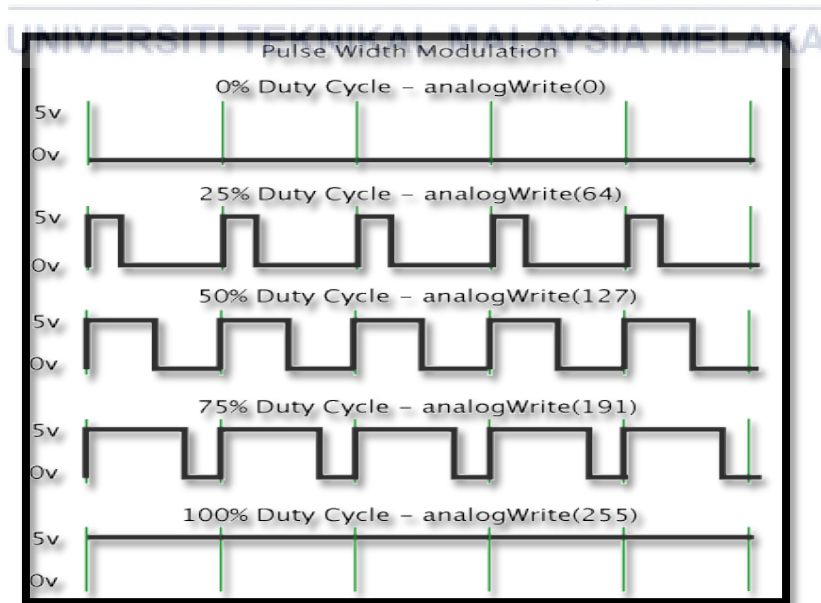 UNIVERSITI TEKNIKAL MALAYSIA MELAKA
Pulse Width Modulation
0% Duty Cycle – analogWrite(0)
5v
0v
25% Duty Cycle – analogWrite(64)
5v
0v
50% Duty Cycle – analogWrite(127)
5v
0v
75% Duty Cycle – analogWrite(191)
5v
0v
100% Duty Cycle – analogWrite(255)
5v
0v